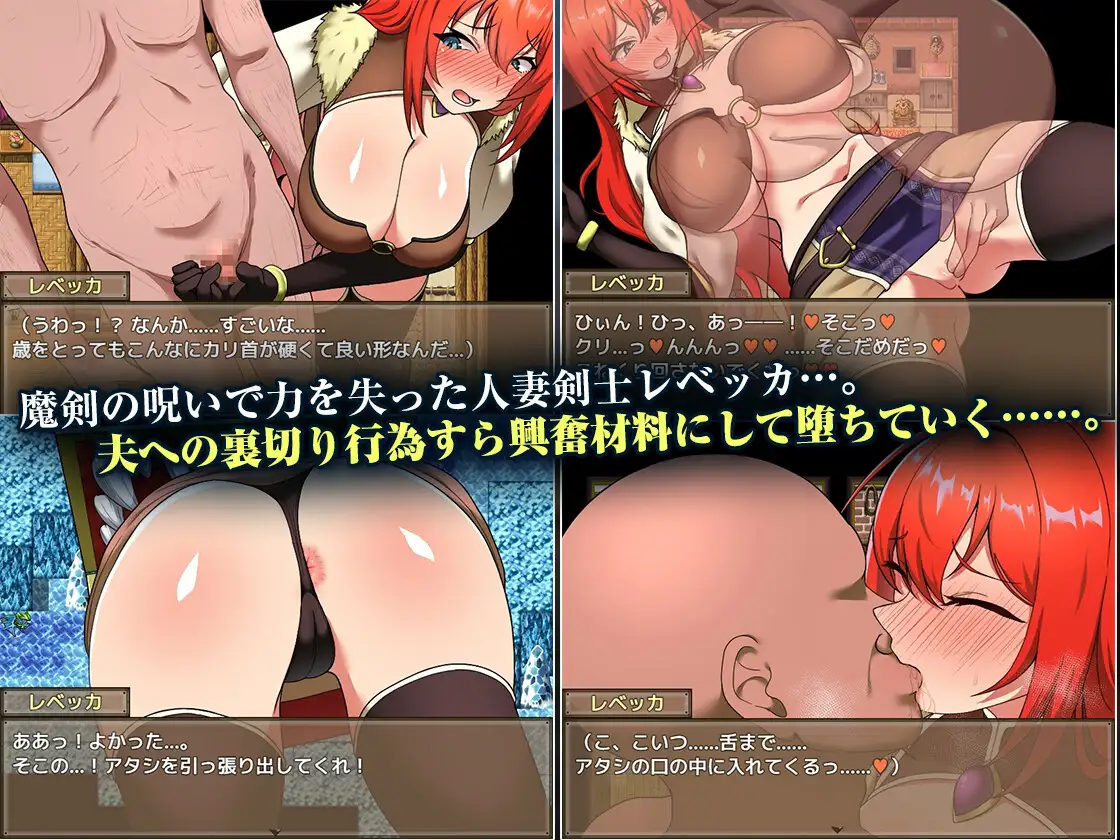 レベッカ
（うわっ！？なんか……すごいな……
歳をとってもこんなにカリ首が硬くて良い形なんだ…）
レベッカ
ひぃん！ひっ、あっ――！♥そこっ♥
クリ…っ♥んんんっ♥♥ ……そこだめだっ♥
魔剣の呪いで力を失った人妻剣士レベッカ…。
夫への裏切り行為すら興奮材料にして堕ちていく……。
レベッカ
ああっ！よかった…。
そこの…！アタシを引っ張り出してくれ！
レベッカ
（こ、こいつ……舌まで……
アタシの口の中に入れてくるっ……♥）